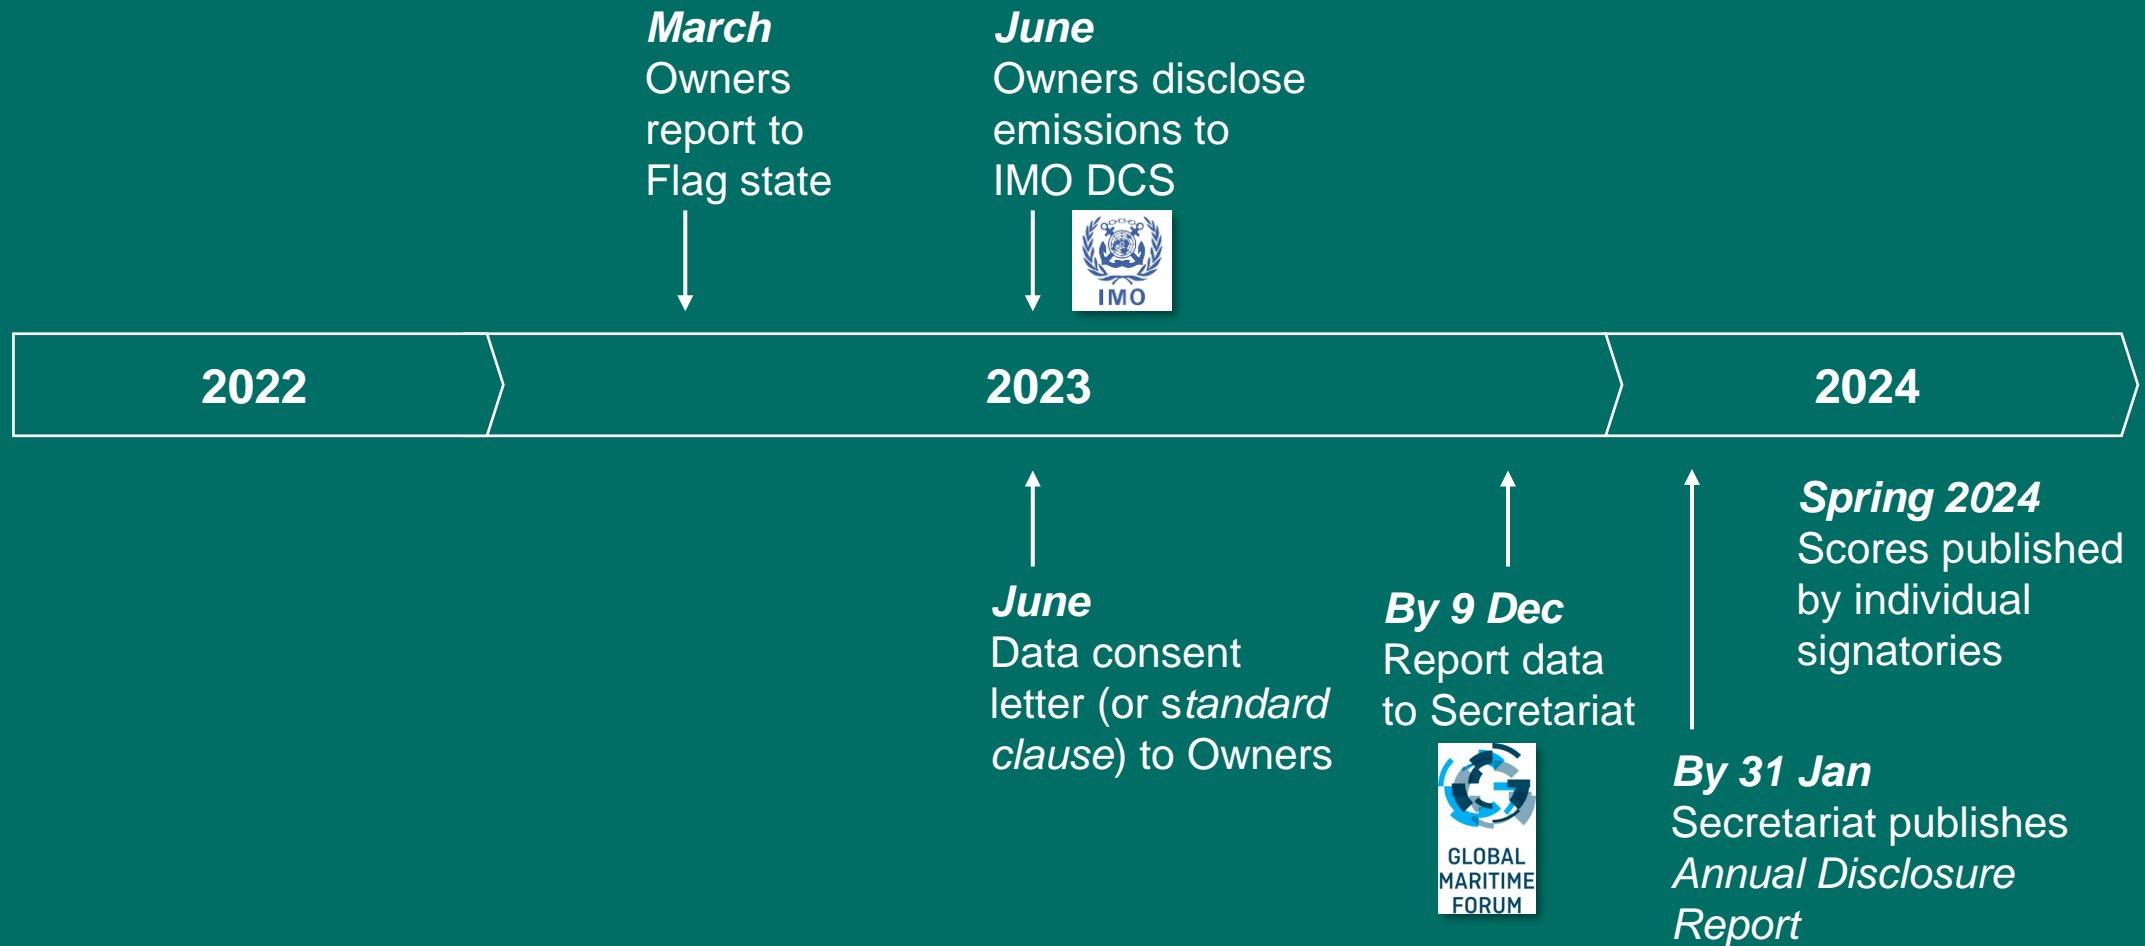 March
Owners
report to
Flag state
June
Owners disclose
emissions to
IMO DCS
IMO
2022
2023
2024
June
Data consent
letter (or standard
clause) to Owners
By 9 Dec
Report data
to Secretariat
GLOBAL
MARITIME
FORUM
By 31 Jan
Secretariat publishes
Annual Disclosure
Report
Spring 2024
Scores published
by individual
signatories